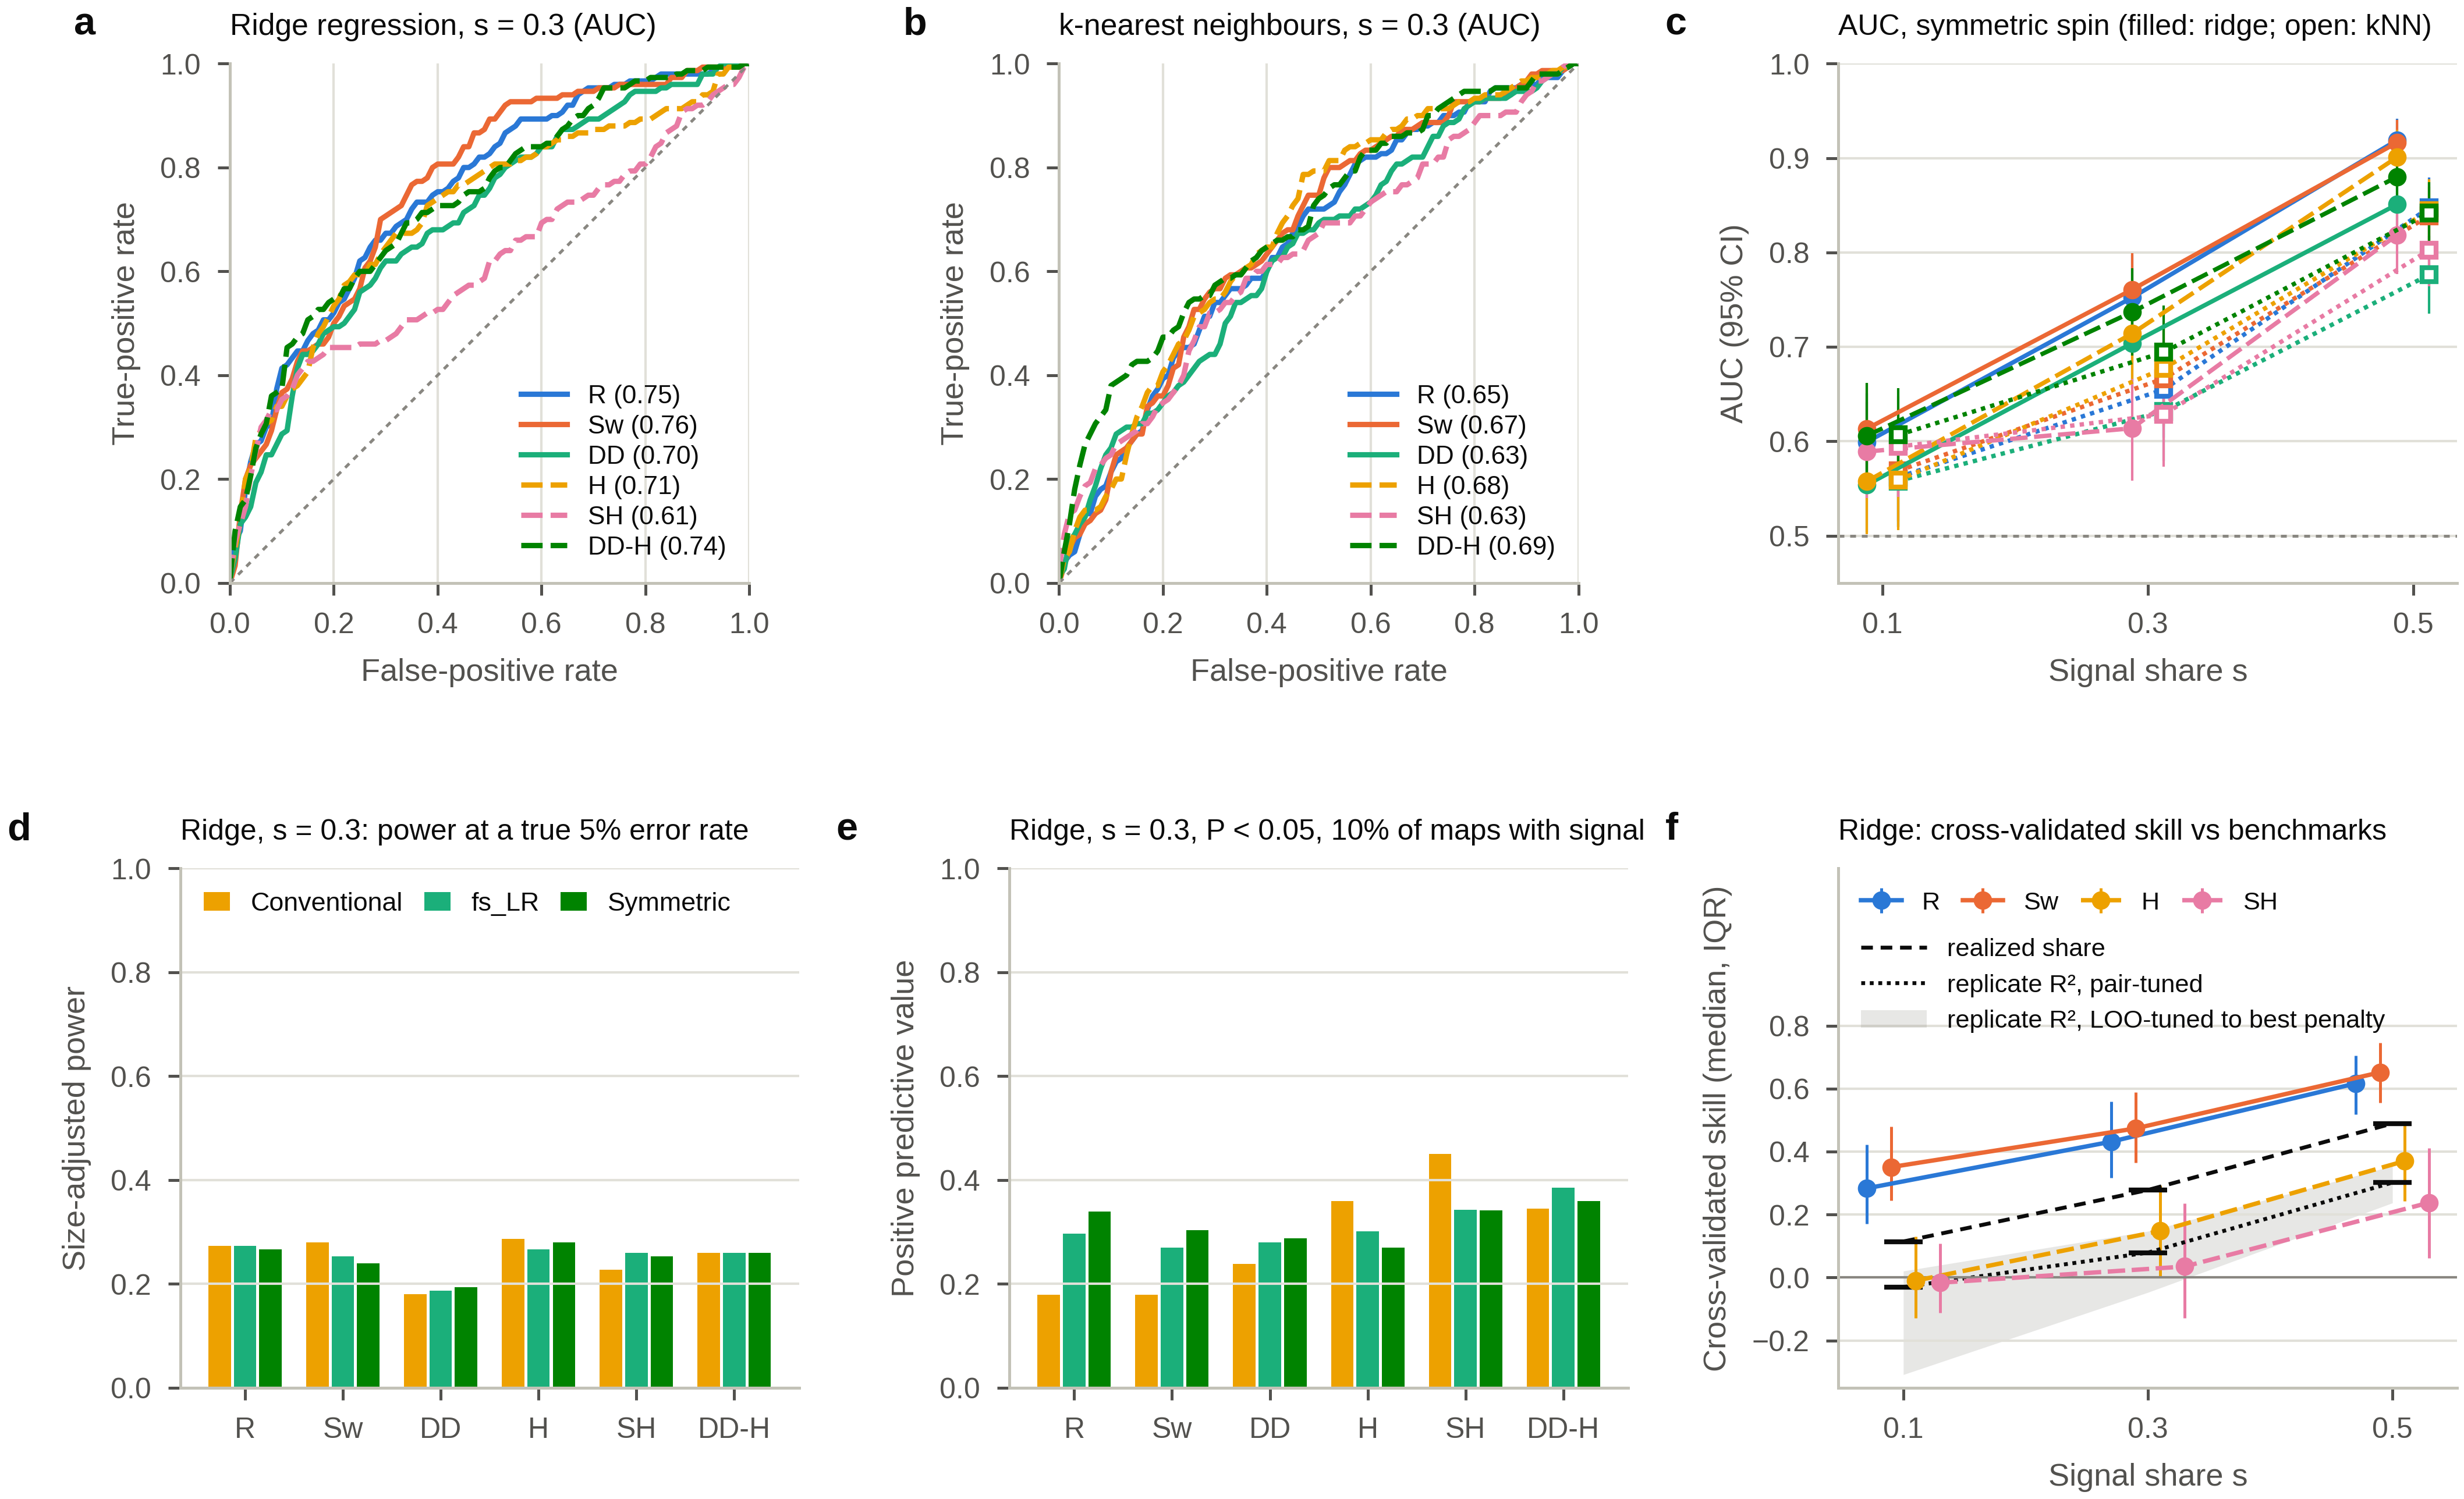 a
Ridge regression, s = 0.3 (AUC)
1.0
0.8
0.6
0.4
0.2
0.0
True-positive rate
R (0.75)
Sw (0.76)
DD (0.70)
H (0.71)
SH (0.61)
DD-H (0.74)
0.0 0.2 0.4 0.6 0.8 1.0
False-positive rate
b
k-nearest neighbours, s = 0.3 (AUC)
1.0
0.8
0.6
0.4
0.2
0.0
True-positive rate
R (0.65)
Sw (0.67)
DD (0.63)
H (0.68)
SH (0.63)
DD-H (0.69)
0.0 0.2 0.4 0.6 0.8 1.0
False-positive rate
c
AUC, symmetric spin (filled: ridge; open: kNN)
1.0
0.9
0.8
0.7
0.6
0.5
AUC (95% CI)
0.1 0.3 0.5
Signal share s
d
Ridge, s = 0.3: power at a true 5% error rate
1.0
0.8
0.6
0.4
0.2
0.0
Size-adjusted power
Conventional fs_LR Symmetric
R Sw DD H SH DD-H
e
Ridge, s = 0.3, P < 0.05, 10% of maps with signal
1.0
0.8
0.6
0.4
0.2
0.0
Positive predictive value
R Sw DD H SH DD-H
f
Ridge: cross-validated skill vs benchmarks
R Sw H SH
realized share
replicate R², pair-tuned
replicate R², LOO-tuned to best penalty
0.8
0.6
0.4
0.2
0.0
−0.2
Cross-validated skill (median, IQR)
0.1 0.3 0.5
Signal share s